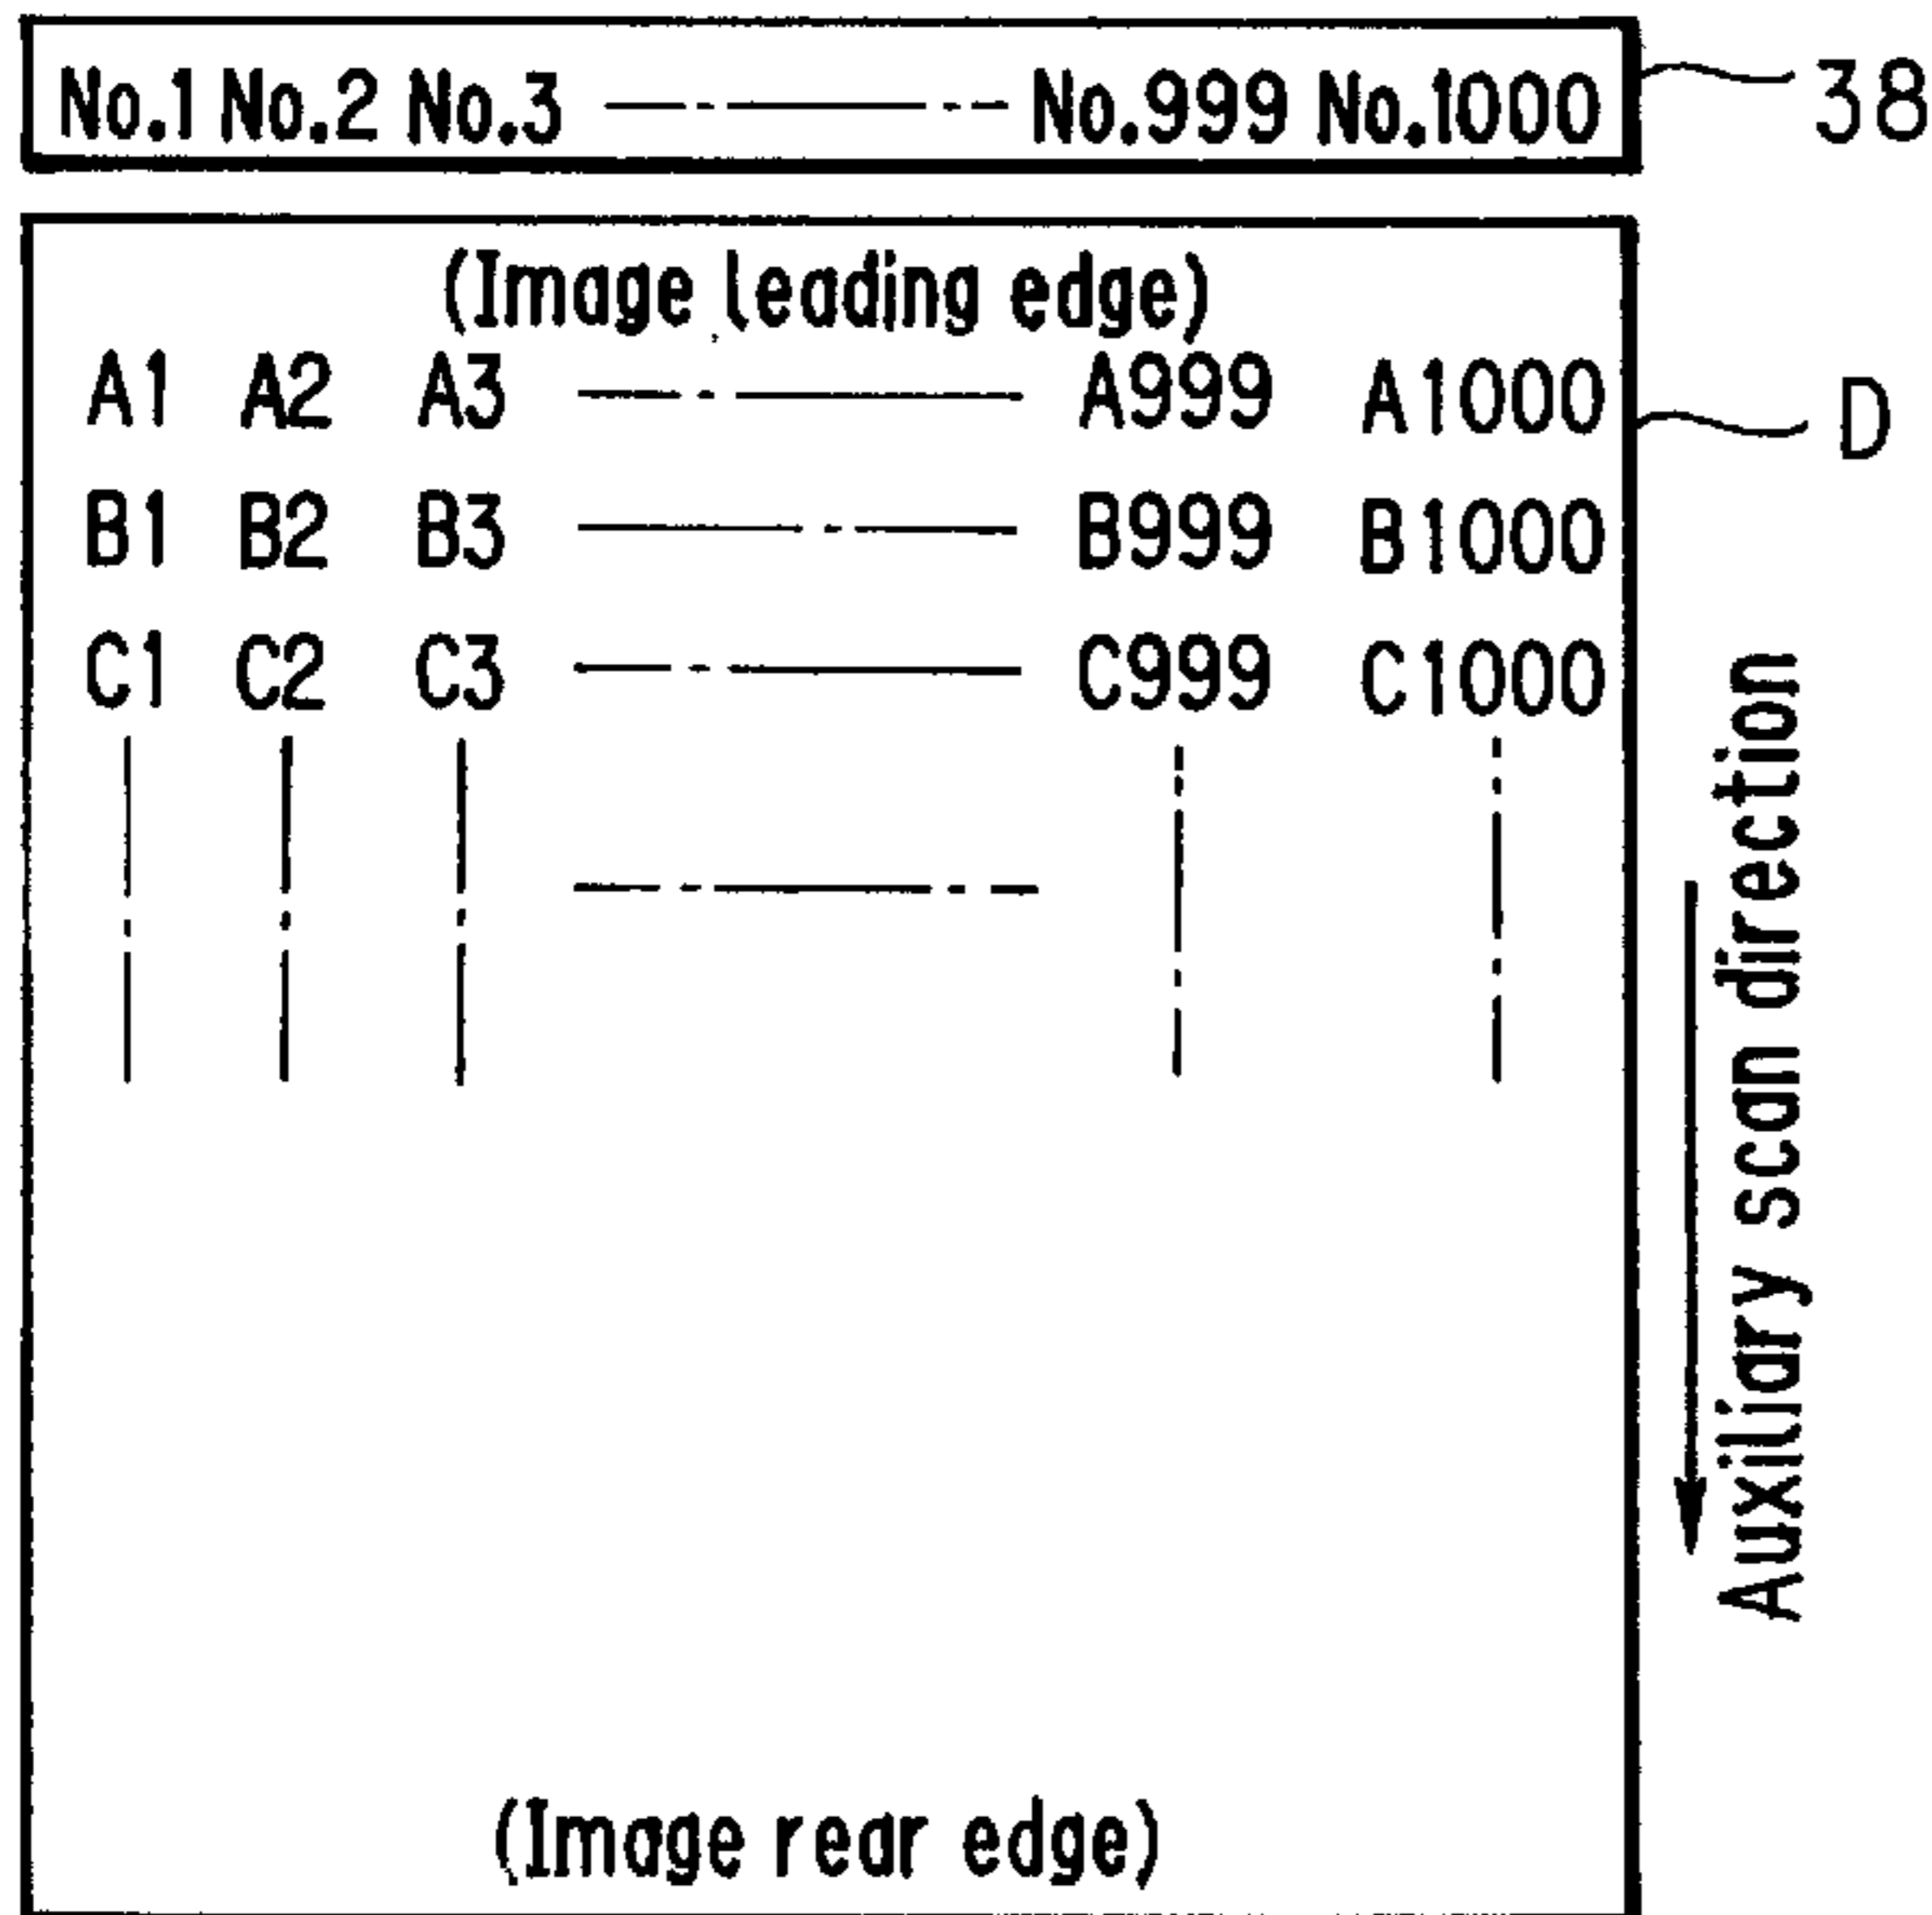 No.1 No.2 No.3 No.999 No.1000 38
(Image leading edge)
A1 A2 A3 A999 A1000 D
B1 B2 B3 B999 B1000
C1 C2 C3 C999 C1000
Auxiliary scan direction
(Image rear edge)